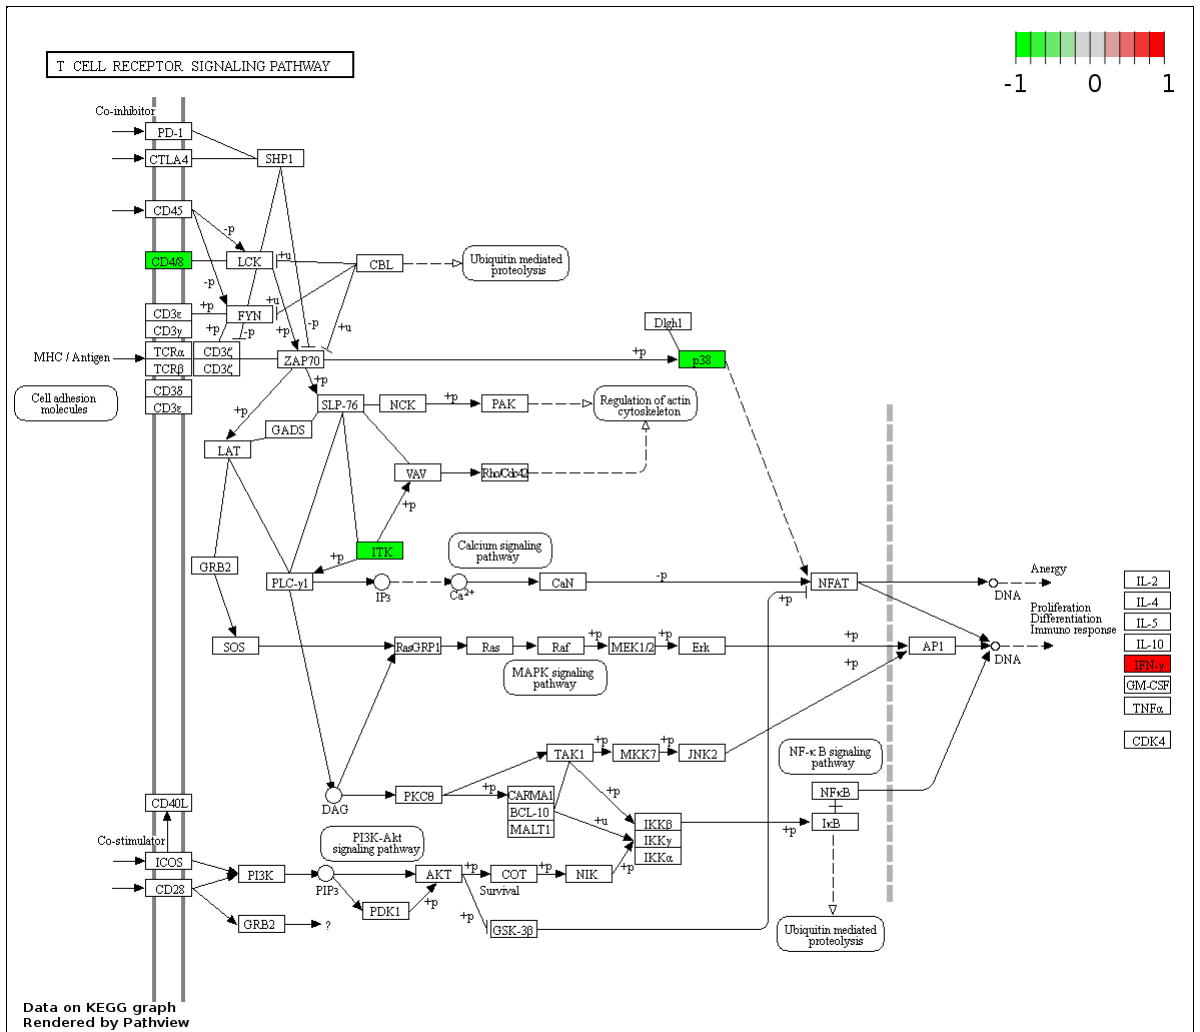 T CELL RECEPTOR SIGNALING PATHWAY
-1 0 1
Co-inhibitor
PD-1
CTLA4
SHP1
CD45
-p
CD4/8
LCK
+u
CBL
Ubiquitin mediated
proteolysis
-p
CD3ε
+p
FYN
+u
CD3γ
+p
-p
+p
-p
+u
Dlgh1
MHC / Antigen
TCRα
CD3ζ
ZAP70
+p
p38
TCRβ
CD3ζ
+p
Cell adhesion
molecules
CD3δ
CD3ε
+p
SLP-76
NCK
+p
PAK
Regulation of actin
cytoskeleton
GADS
LAT
VAV
Rho/Cdc42
+p
ITK
+p
Calcium signaling
pathway
GRB2
PLC-γ1
IP3
Ca2+
CaN
-p
NFAT
+p
DNA
Anergy
Proliferation
Differentiation
Immuno response
SOS
RasGRP1
Ras
Raf
+p
MEK1/2
+p
Erk
+p
AP1
DNA
+p
MAPK signaling
pathway
IL-2
IL-4
IL-5
IL-10
IFN-γ
GM-CSF
TNFα
CDK4
TAK1
+p
MKK7
+p
JNK2
NF-κB signaling
pathway
DAG
PKCθ
+p
CARMA1
BCL-10
MALT1
+p
+u
IKKβ
IKKγ
IKKα
+p
NFκB
IκB
CD40L
Co-stimulator
PI3K-Akt
signaling pathway
ICOS
CD28
PI3K
PIP3
AKT
+p
COT
+p
NIK
+p
Survival
PDK1
+p
+p
GRB2
?
GSK-3β
Ubiquitin mediated
proteolysis
Data on KEGG graph
Rendered by Pathview